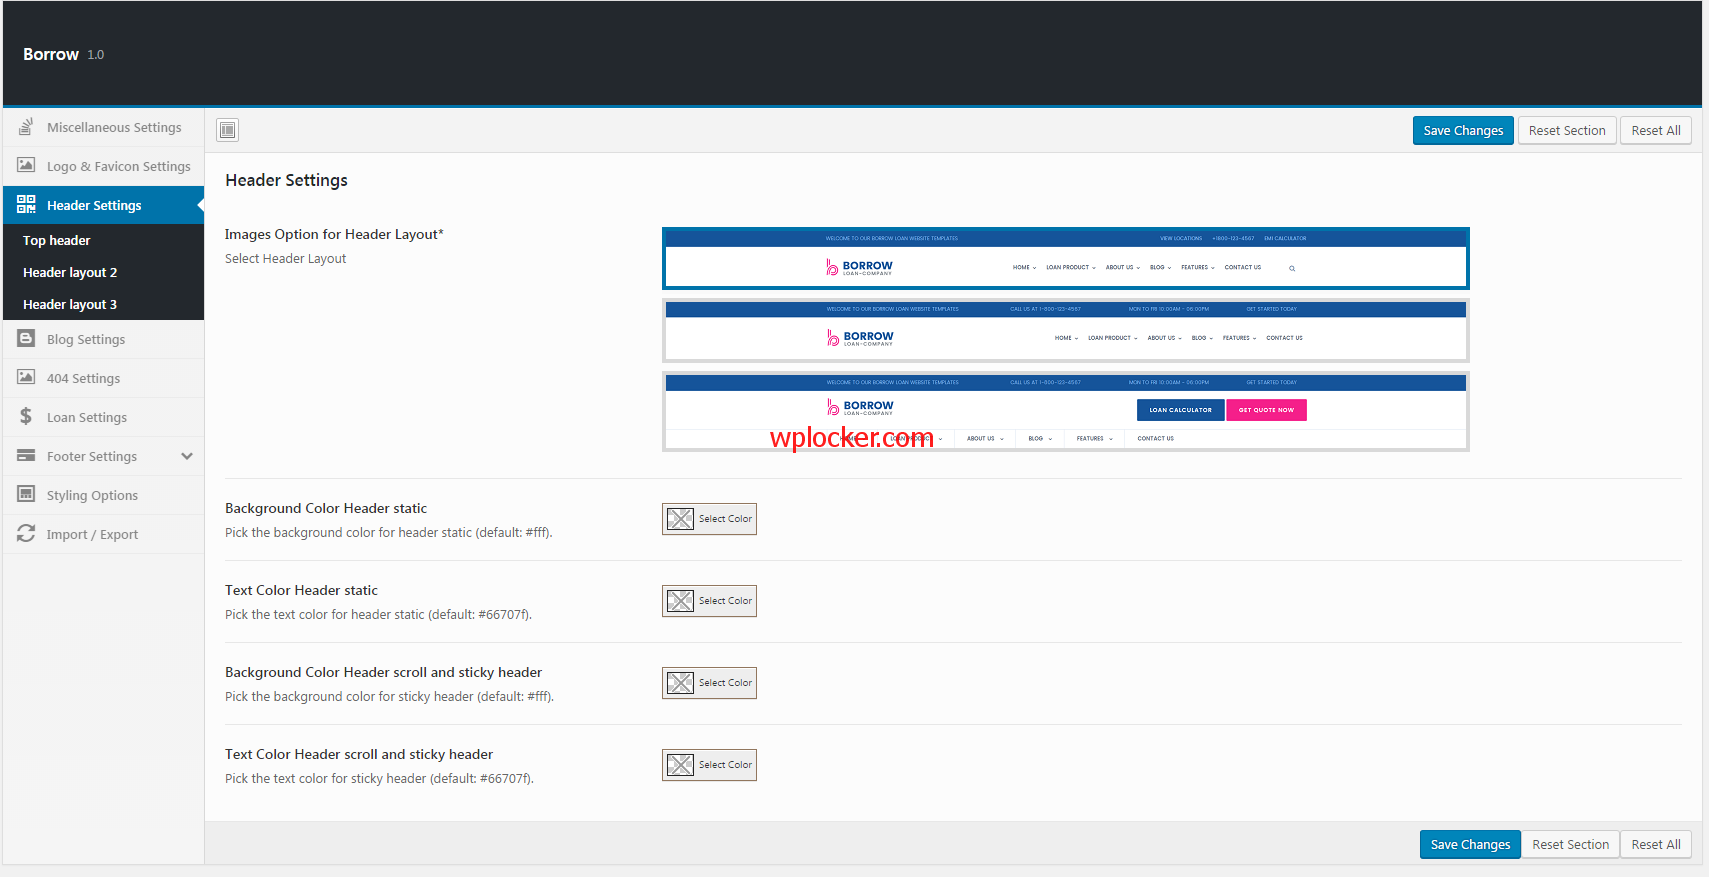 Borrow 1.0
Miscellaneous Settings
Logo & Favicon Settings
Header Settings
Top header
Header layout 2
Header layout 3
Blog Settings
404 Settings
Loan Settings
Footer Settings
Styling Options
Import / Export
Save Changes Reset Section Reset All
Header Settings
Images Option for Header Layout*
Select Header Layout
WELCOME TO OUR BORROW LOAN WEBSITE TEMPLATES VIEW LOCATIONS +1800-123-4567 EMI CALCULATOR
BORROW
LOAN-COMPANY
HOME LOAN PRODUCT ABOUT US BLOG FEATURES CONTACT US
WELCOME TO OUR BORROW LOAN WEBSITE TEMPLATES CALL US AT 1-800-123-4567 MON TO FRI 10:00AM - 06:00PM GET STARTED TODAY
BORROW
LOAN-COMPANY
HOME LOAN PRODUCT ABOUT US BLOG FEATURES CONTACT US
WELCOME TO OUR BORROW LOAN WEBSITE TEMPLATES CALL US AT 1-800-123-4567 MON TO FRI 10:00AM - 06:00PM GET STARTED TODAY
BORROW
LOAN-COMPANY
LOAN CALCULATOR GET QUOTE NOW
HOME LOAN PRODUCT ABOUT US BLOG FEATURES CONTACT US
wplocker.com
Background Color Header static
Pick the background color for header static (default: #fff).
Select Color
Text Color Header static
Pick the text color for header static (default: #66707f).
Select Color
Background Color Header scroll and sticky header
Pick the background color for sticky header (default: #fff).
Select Color
Text Color Header scroll and sticky header
Pick the text color for sticky header (default: #66707f).
Select Color
Save Changes Reset Section Reset All